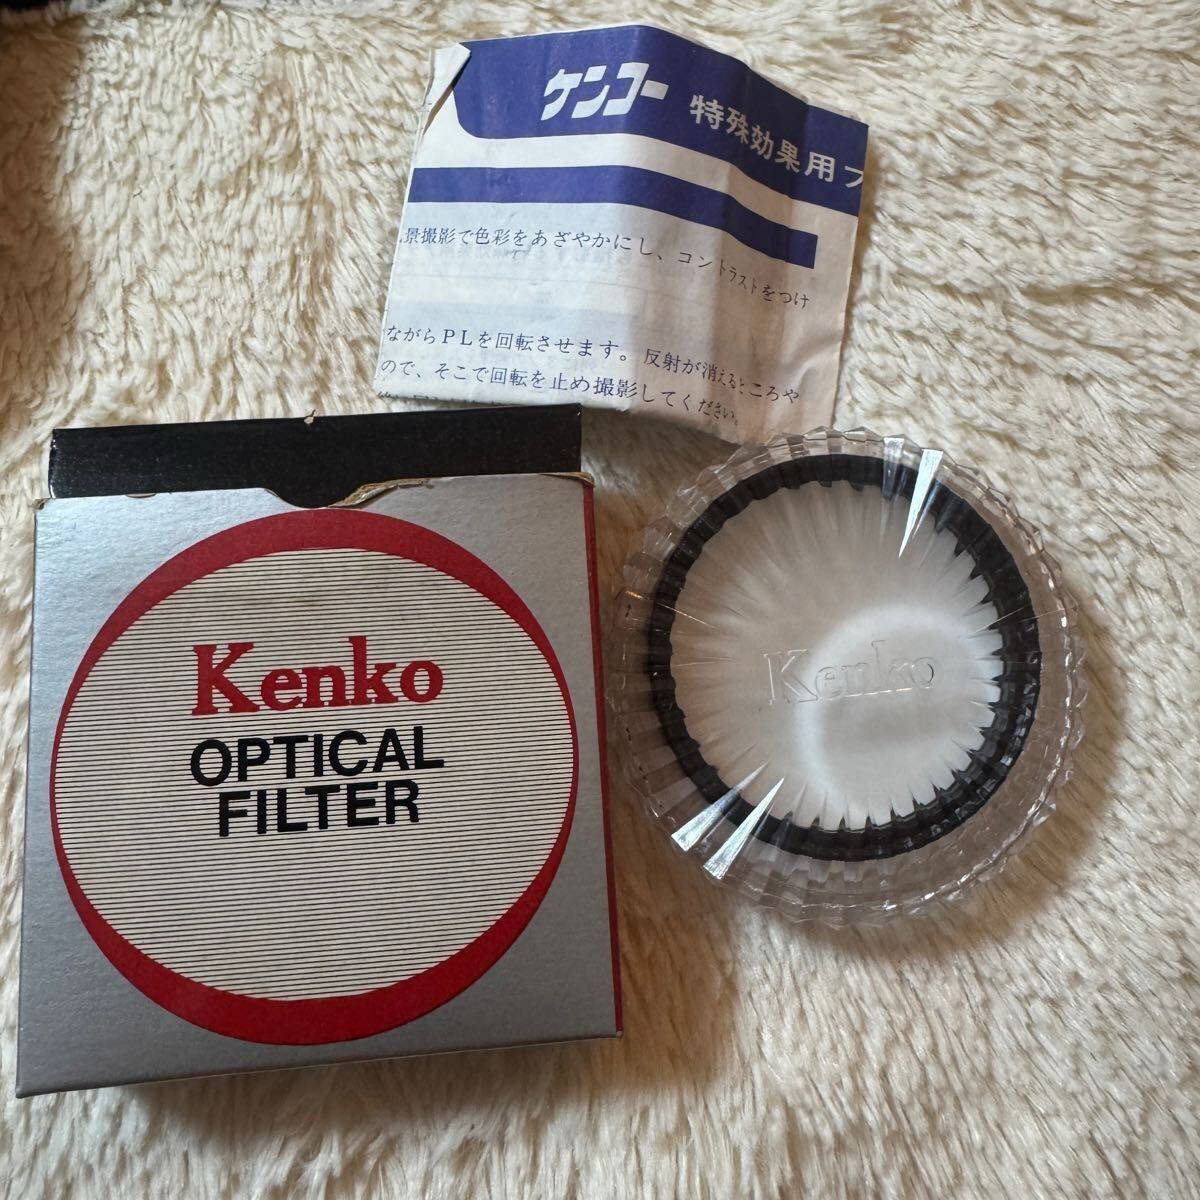 ケンコー 特殊効果用フ
景撮影で色彩をあざやかにし、コントラストをつけ
ながらPLを回転させます。反射が消えるところや
ので、そこで回転を止め撮影してください。
Kenko
OPTICAL
FILTER
Kenko